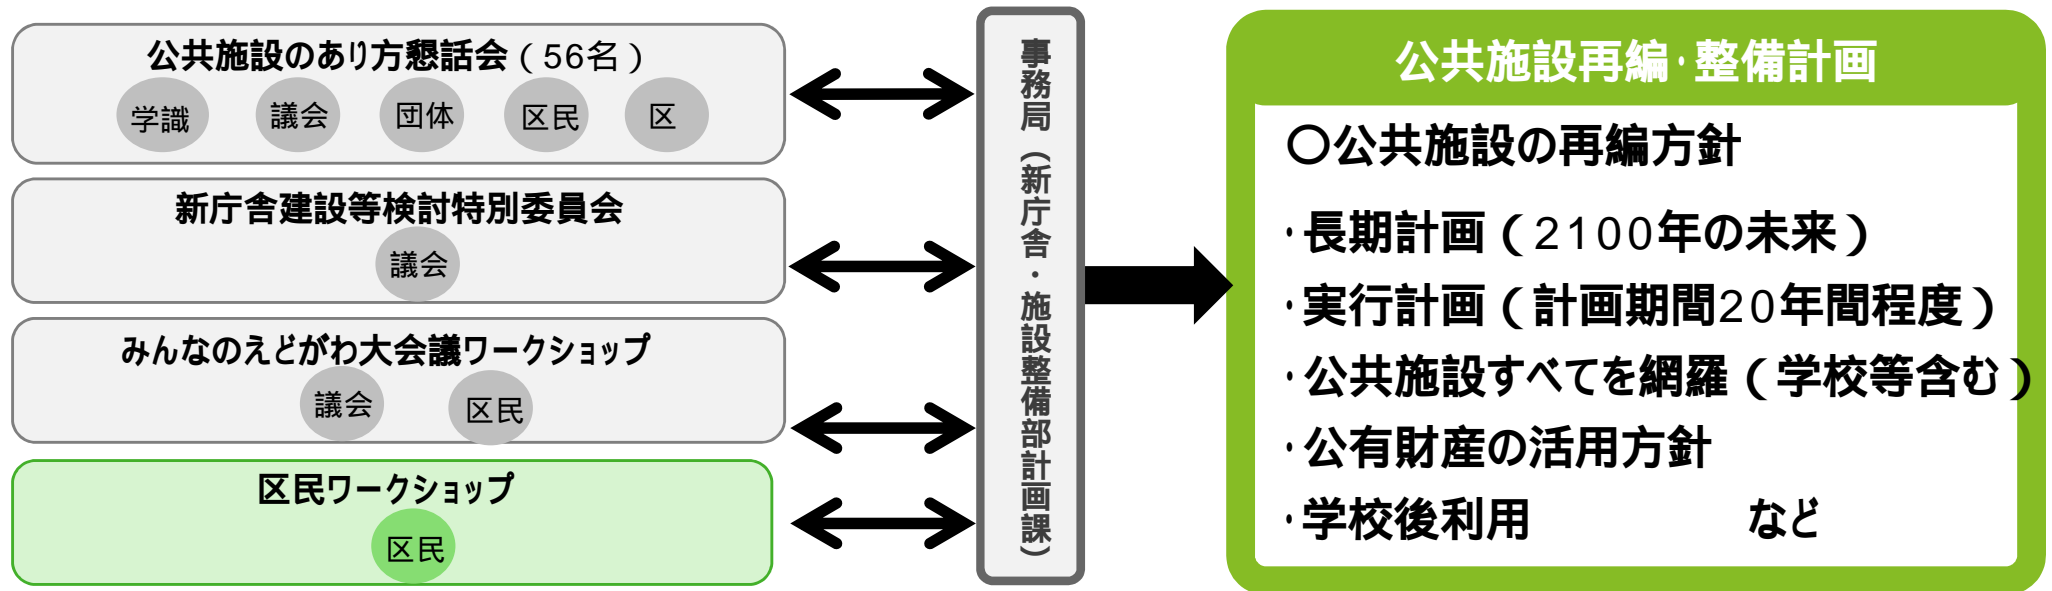 公共施設のあり方懇話会（56名）
学識 議会 団体 区民 区
新庁舎建設等検討特別委員会
議会
みんなのえどがわ大会議ワークショップ
議会 区民
区民ワークショップ
区民
事務局（新庁舎・施設整備部計画課）
公共施設再編・整備計画
〇公共施設の再編方針
・長期計画（2100年の未来）
・実行計画（計画期間20年間程度）
・公共施設すべてを網羅（学校等含む）
・公有財産の活用方針
・学校後利用 など